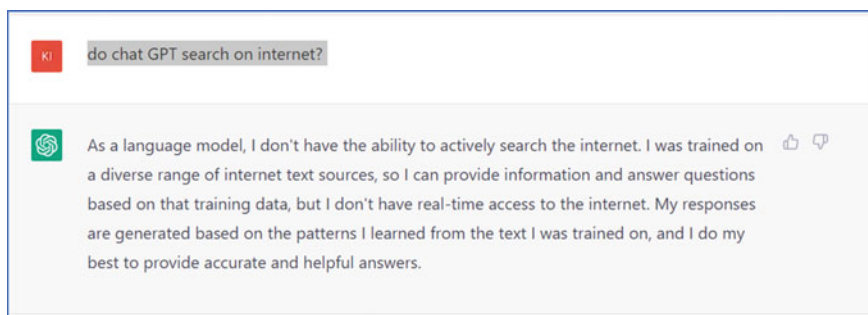 KI
do chat GPT search on internet?
As a language model, I don't have the ability to actively search the internet. I was trained on
a diverse range of internet text sources, so I can provide information and answer questions
based on that training data, but I don't have real-time access to the internet. My responses
are generated based on the patterns I learned from the text I was trained on, and I do my
best to provide accurate and helpful answers.